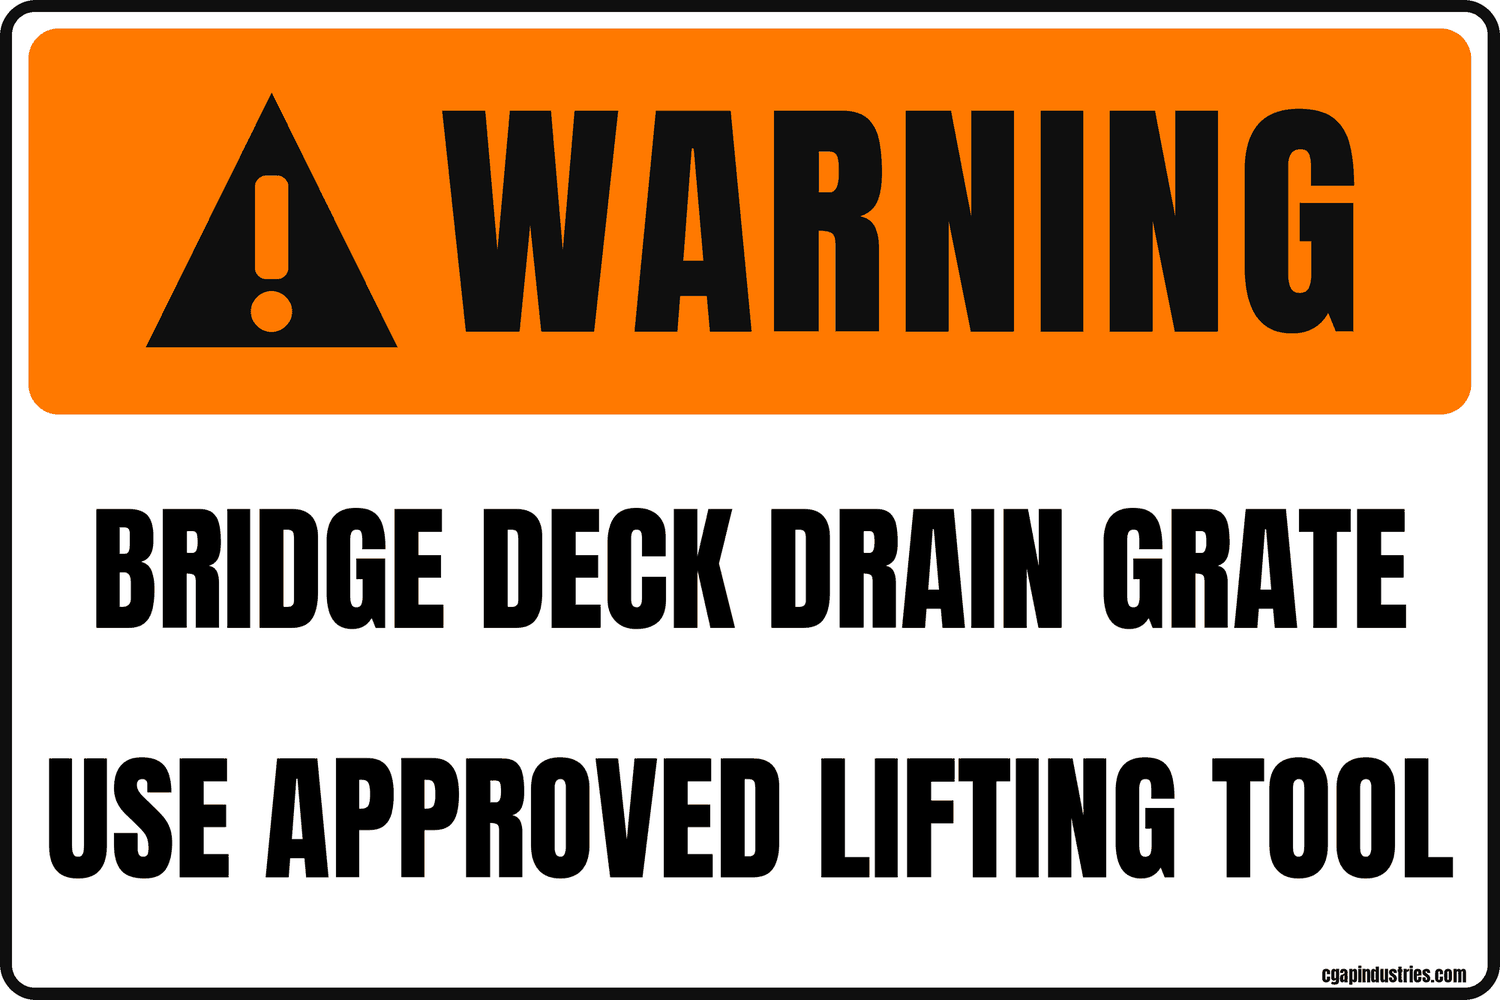 WARNING
BRIDGE DECK DRAIN GRATE
USE APPROVED LIFTING TOOL
cgapindustries.com